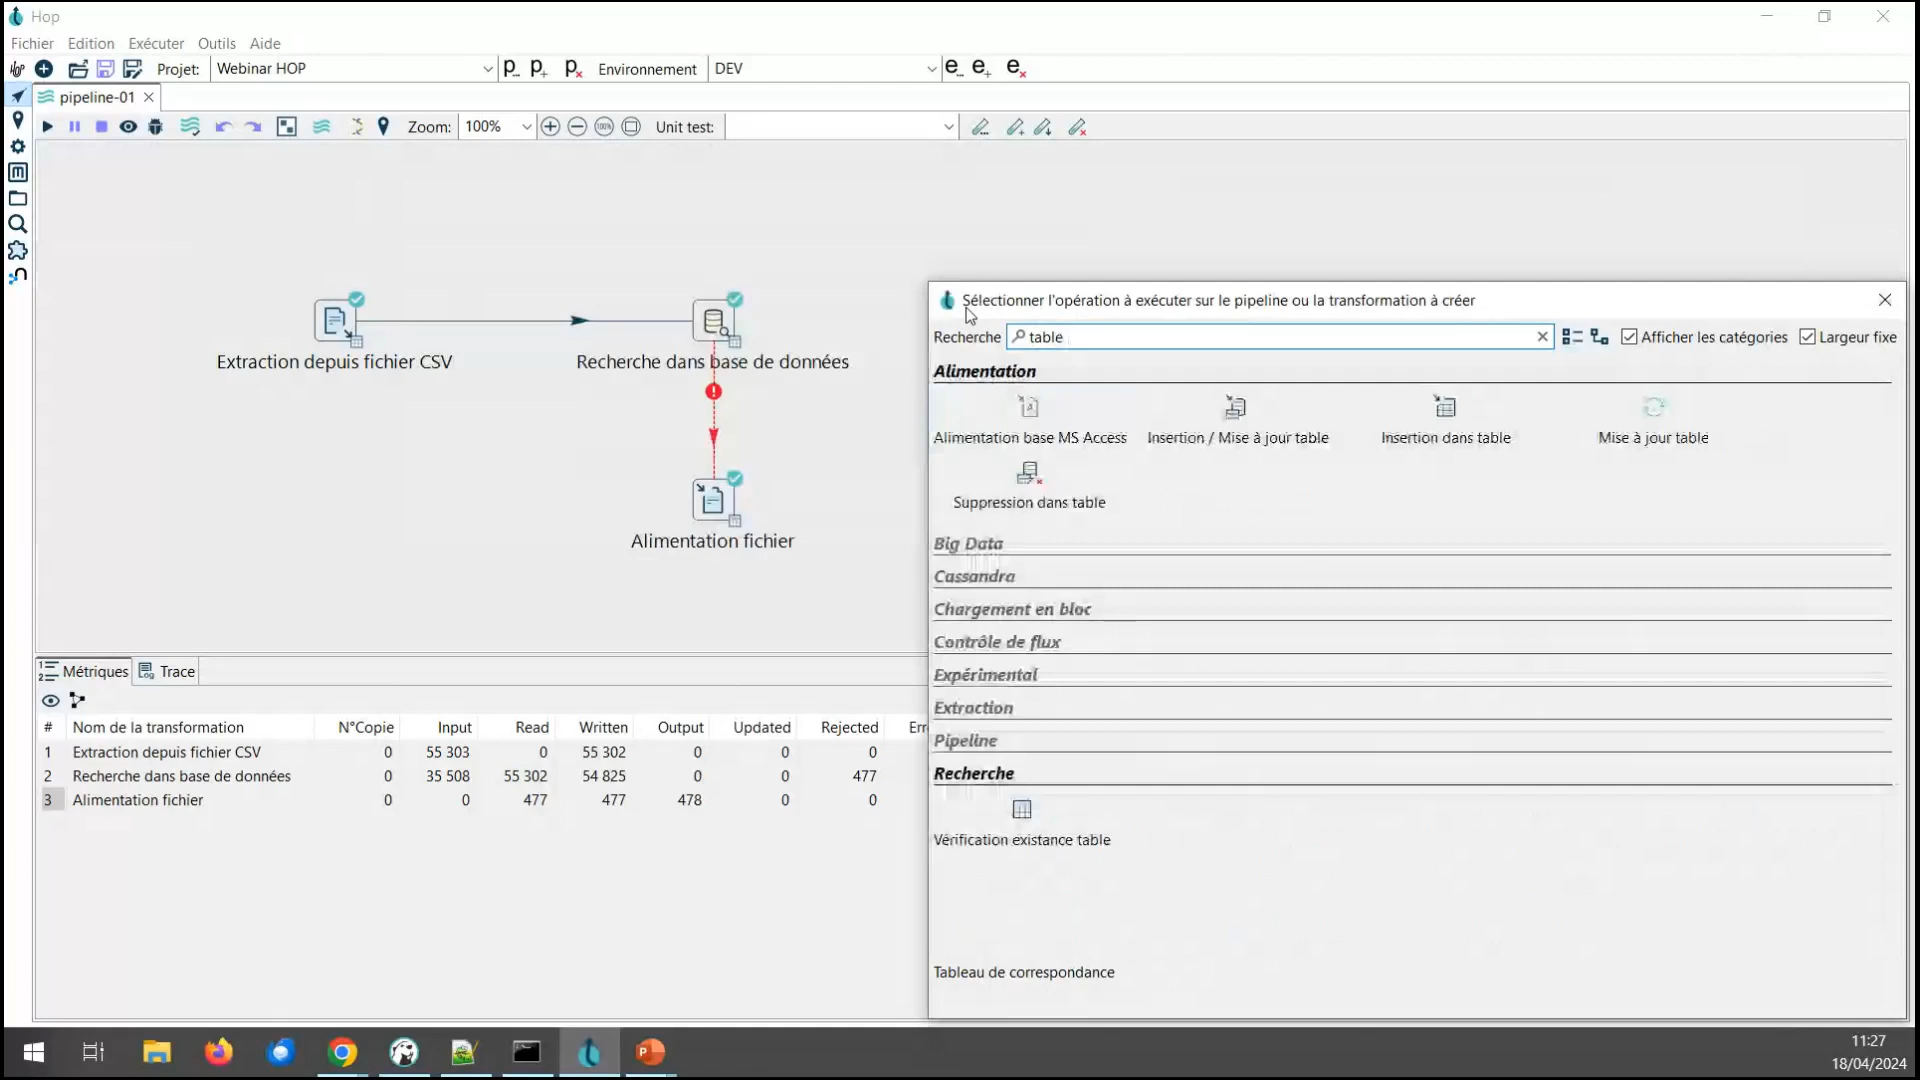 Hop
Fichier Edition Exécuter Outils Aide
Projet: Webinar HOP Environnement DEV
pipeline-01
Zoom: 100% Unit test:
Extraction depuis fichier CSV
Recherche dans base de données
Alimentation fichier
Sélectionner l'opération à exécuter sur le pipeline ou la transformation à créer
Recherche table Afficher les catégories Largeur fixe
Alimentation
Alimentation base MS Access Insertion / Mise à jour table Insertion dans table Mise à jour table
Suppression dans table
Big Data
Cassandra
Chargement en bloc
Contrôle de flux
Expérimental
Extraction
Pipeline
Recherche
Vérification existance table
Tableau de correspondance
Métriques Trace
# Nom de la transformation N°Copie Input Read Written Output Updated Rejected Err
1 Extraction depuis fichier CSV 0 55 303 0 55 302 0 0 0
2 Recherche dans base de données 0 35 508 55 302 54 825 0 0 477
3 Alimentation fichier 0 0 477 477 478 0 0
11:27
18/04/2024